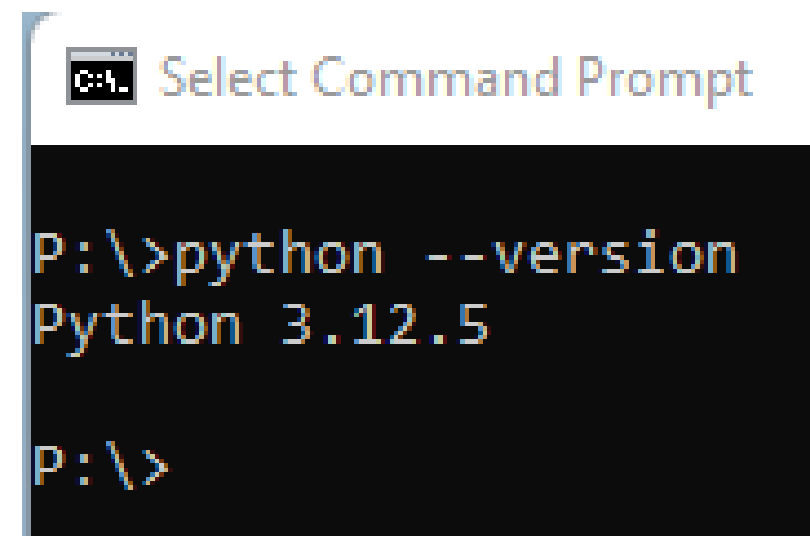 C:\_ Select Command Prompt
P:\>python --version
Python 3.12.5
P:\>